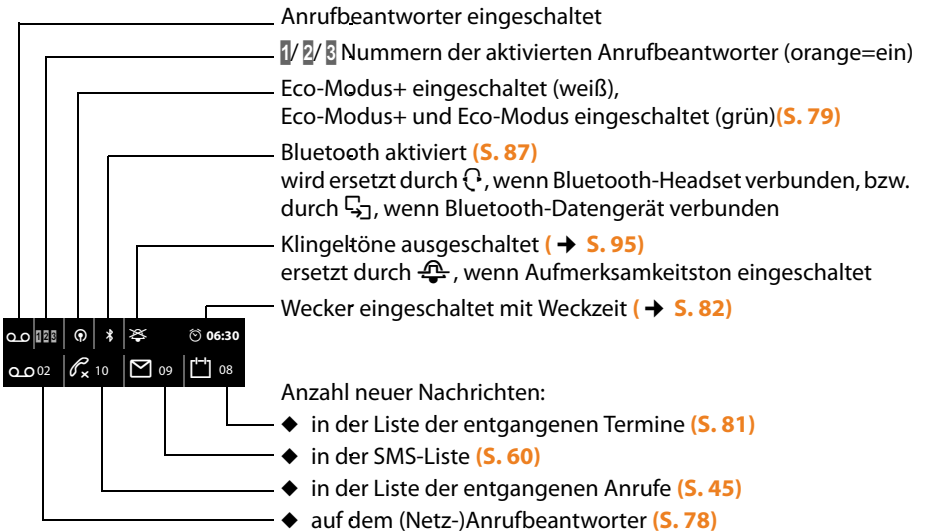 Anrufbeantworter eingeschaltet
1/ 2/ 3 Nummern der aktivierten Anrufbeantworter (orange=ein)
Eco-Modus+ eingeschaltet (weiß),
Eco-Modus+ und Eco-Modus eingeschaltet (grün)(S. 79)
Bluetooth aktiviert (S. 87)
wird ersetzt durch , wenn Bluetooth-Headset verbunden, bzw.
durch , wenn Bluetooth-Datengerät verbunden
Klingeltöne ausgeschaltet ( ➔ S. 95)
ersetzt durch , wenn Aufmerksamkeitston eingeschaltet
Wecker eingeschaltet mit Weckzeit ( ➔ S. 82)
1 2 3 06:30
02 10 09 08
Anzahl neuer Nachrichten:
◆ in der Liste der entgangenen Termine (S. 81)
◆ in der SMS-Liste (S. 60)
◆ in der Liste der entgangenen Anrufe (S. 45)
◆ auf dem (Netz-)Anrufbeantworter (S. 78)